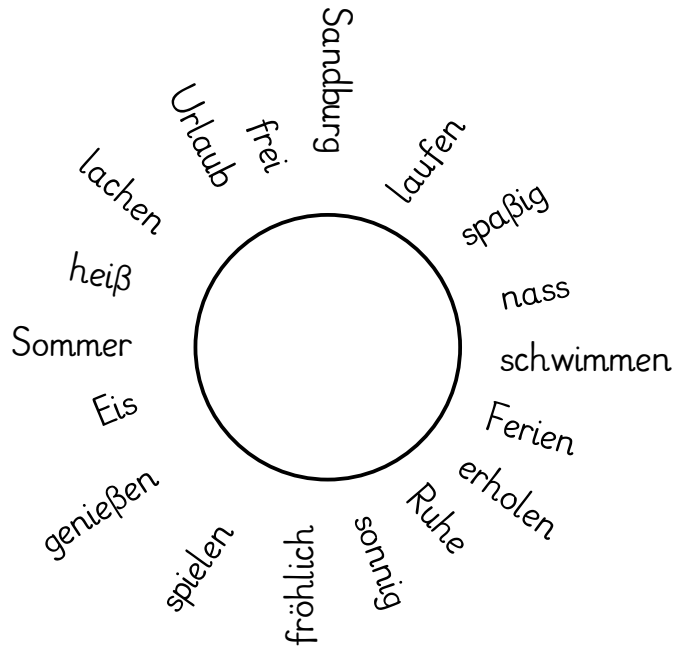 Sandburg
laufen
spaßig
nass
schwimmen
Ferien
erholen
Ruhe
sonnig
fröhlich
spielen
genießen
Eis
Sommer
heiß
lachen
Urlaub
frei